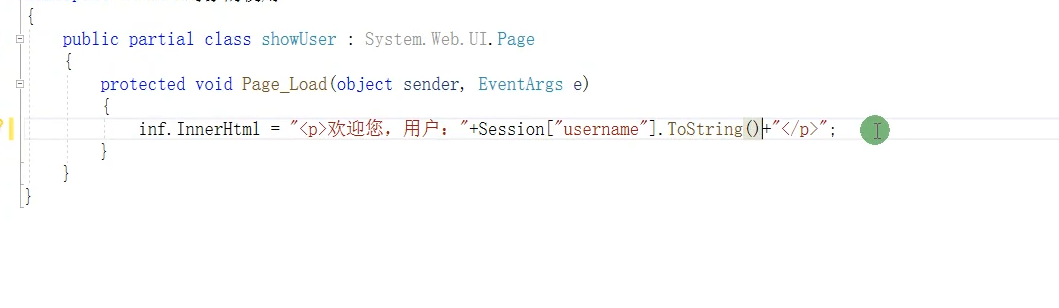 {
public partial class showUser : System.Web.UI.Page
{
protected void Page_Load(object sender, EventArgs e)
{
inf.InnerHtml = "<p>欢迎您，用户："+Session["username"].ToString()+"</p>";
}
}
}